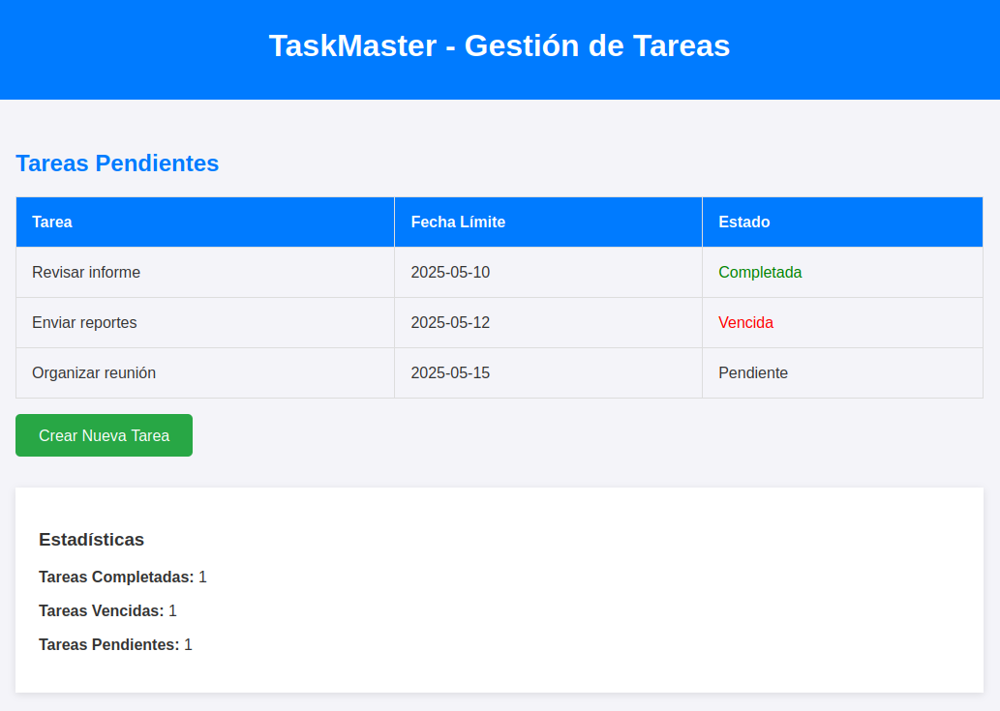 TaskMaster - Gestión de Tareas
Tareas Pendientes
Tarea Fecha Límite Estado
Revisar informe 2025-05-10 Completada
Enviar reportes 2025-05-12 Vencida
Organizar reunión 2025-05-15 Pendiente
Crear Nueva Tarea
Estadísticas
Tareas Completadas: 1
Tareas Vencidas: 1
Tareas Pendientes: 1